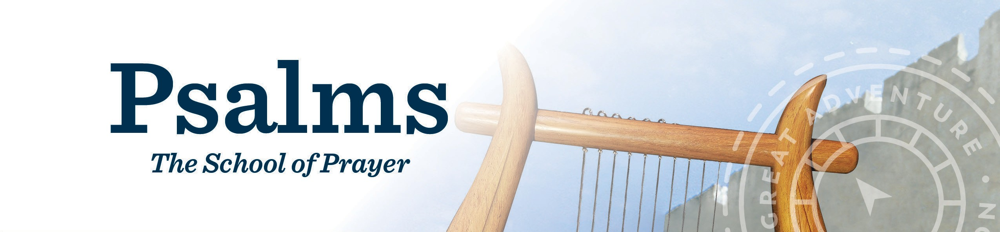 Psalms
The School of Prayer
GREAT ADVENTURE